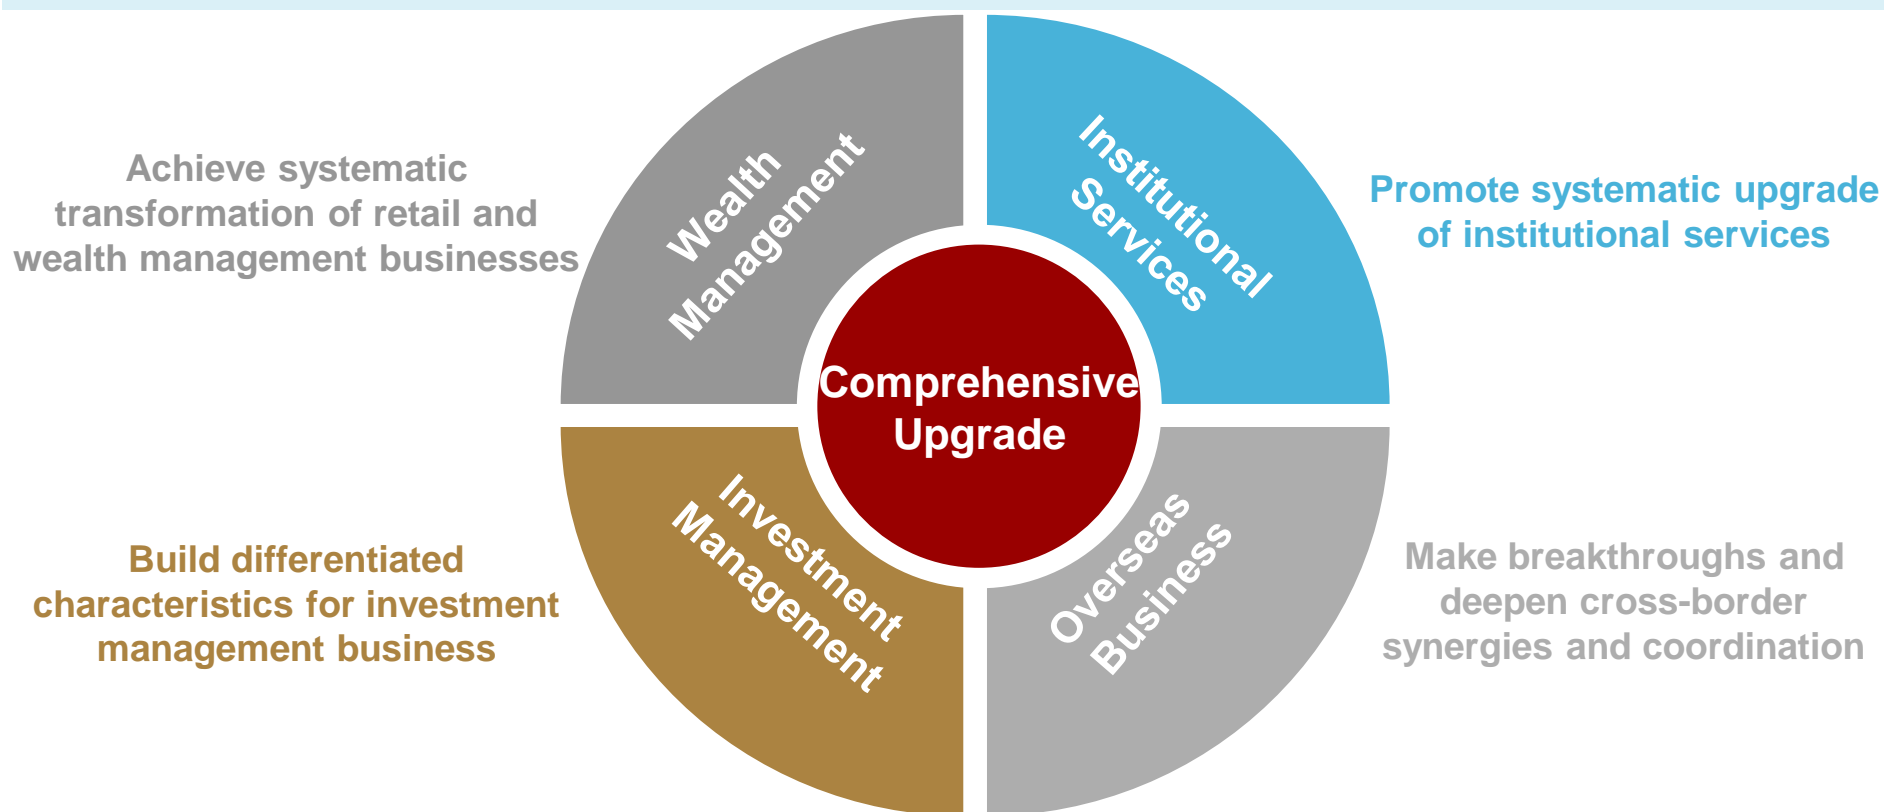 Achieve systematic
transformation of retail and
wealth management businesses
Wealth
Management
Institutional
Services
Promote systematic upgrade
of institutional services
Comprehensive
Upgrade
Build differentiated
characteristics for investment
management business
Investment
Management
Overseas
Business
Make breakthroughs and
deepen cross-border
synergies and coordination